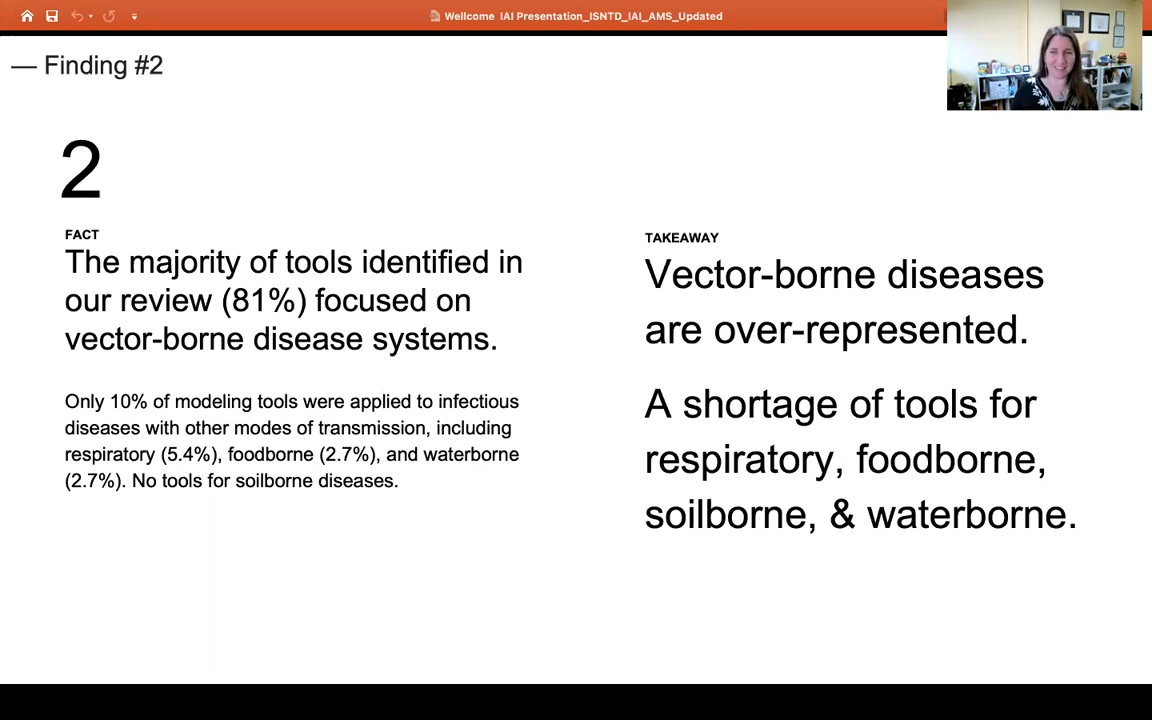 Wellcome IAI Presentation_ISNTD_IAI_AMS_Updated
— Finding #2
2
FACT
The majority of tools identified in
our review (81%) focused on
vector-borne disease systems.
Only 10% of modeling tools were applied to infectious
diseases with other modes of transmission, including
respiratory (5.4%), foodborne (2.7%), and waterborne
(2.7%). No tools for soilborne diseases.
TAKEAWAY
Vector-borne diseases
are over-represented.
A shortage of tools for
respiratory, foodborne,
soilborne, & waterborne.